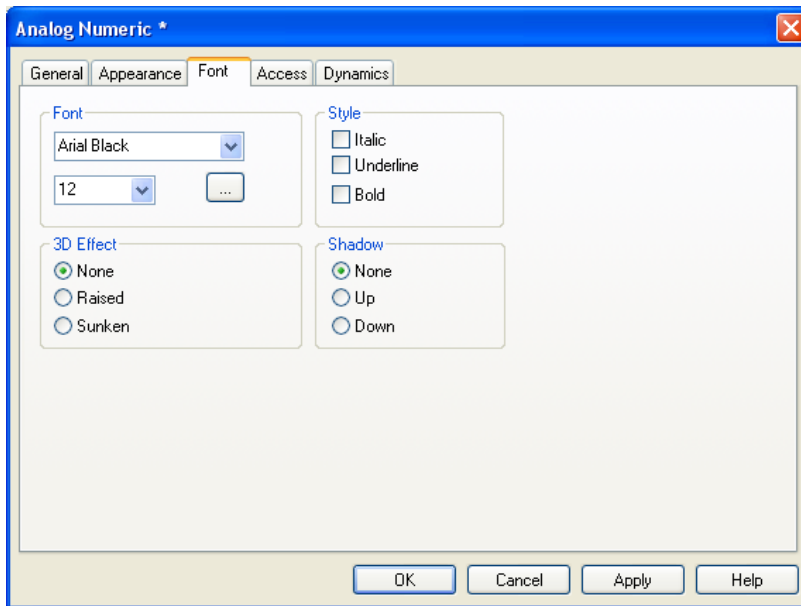 Analog Numeric *
General Appearance Font Access Dynamics
Font
Arial Black
12
...
Style
Italic
Underline
Bold
3D Effect
None
Raised
Sunken
Shadow
None
Up
Down
OK Cancel Apply Help